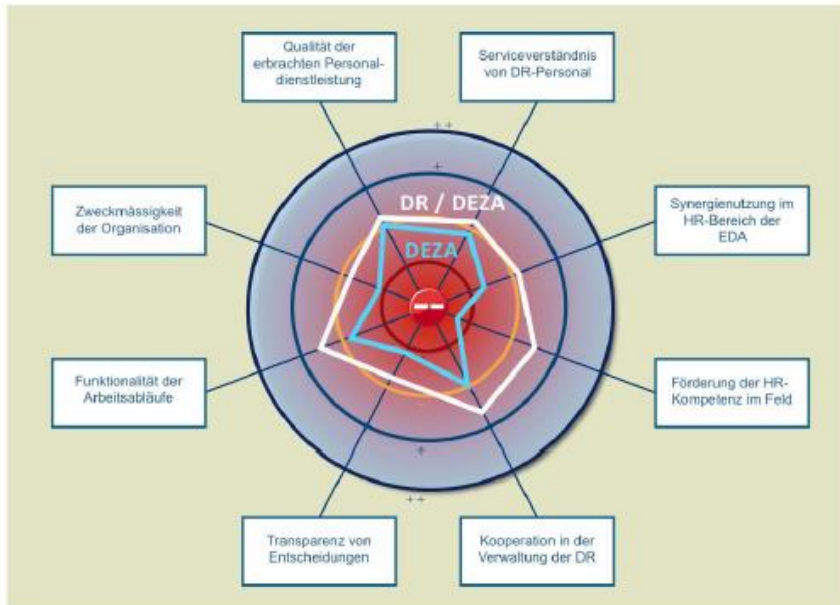 Qualität der
erbrachten Personal-
dienstleistung
Serviceverständnis
von DR-Personal
++
+
Zweckmässigkeit
der Organisation
DR / DEZA
DEZA
Synergienutzung im
HR-Bereich der
EDA
--
Funktionalität der
Arbeitsabläufe
Förderung der HR-
Kompetenz im Feld
+
++
Transparenz von
Entscheidungen
Kooperation in der
Verwaltung der DR